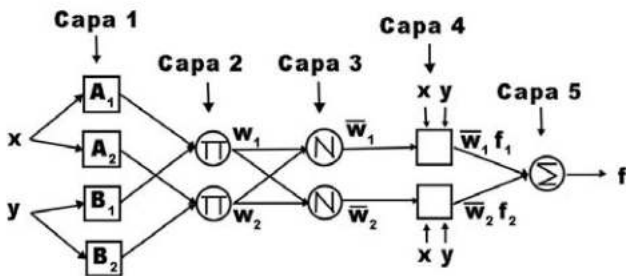 Capa 1
Capa 2
Capa 3
Capa 4
Capa 5
x
y
A₁
A₂
B₁
B₂
Π
Π
w₁
w₂
N
N
w̅₁
w̅₂
x y
x y
w̅₁ f₁
w̅₂ f₂
Σ
f